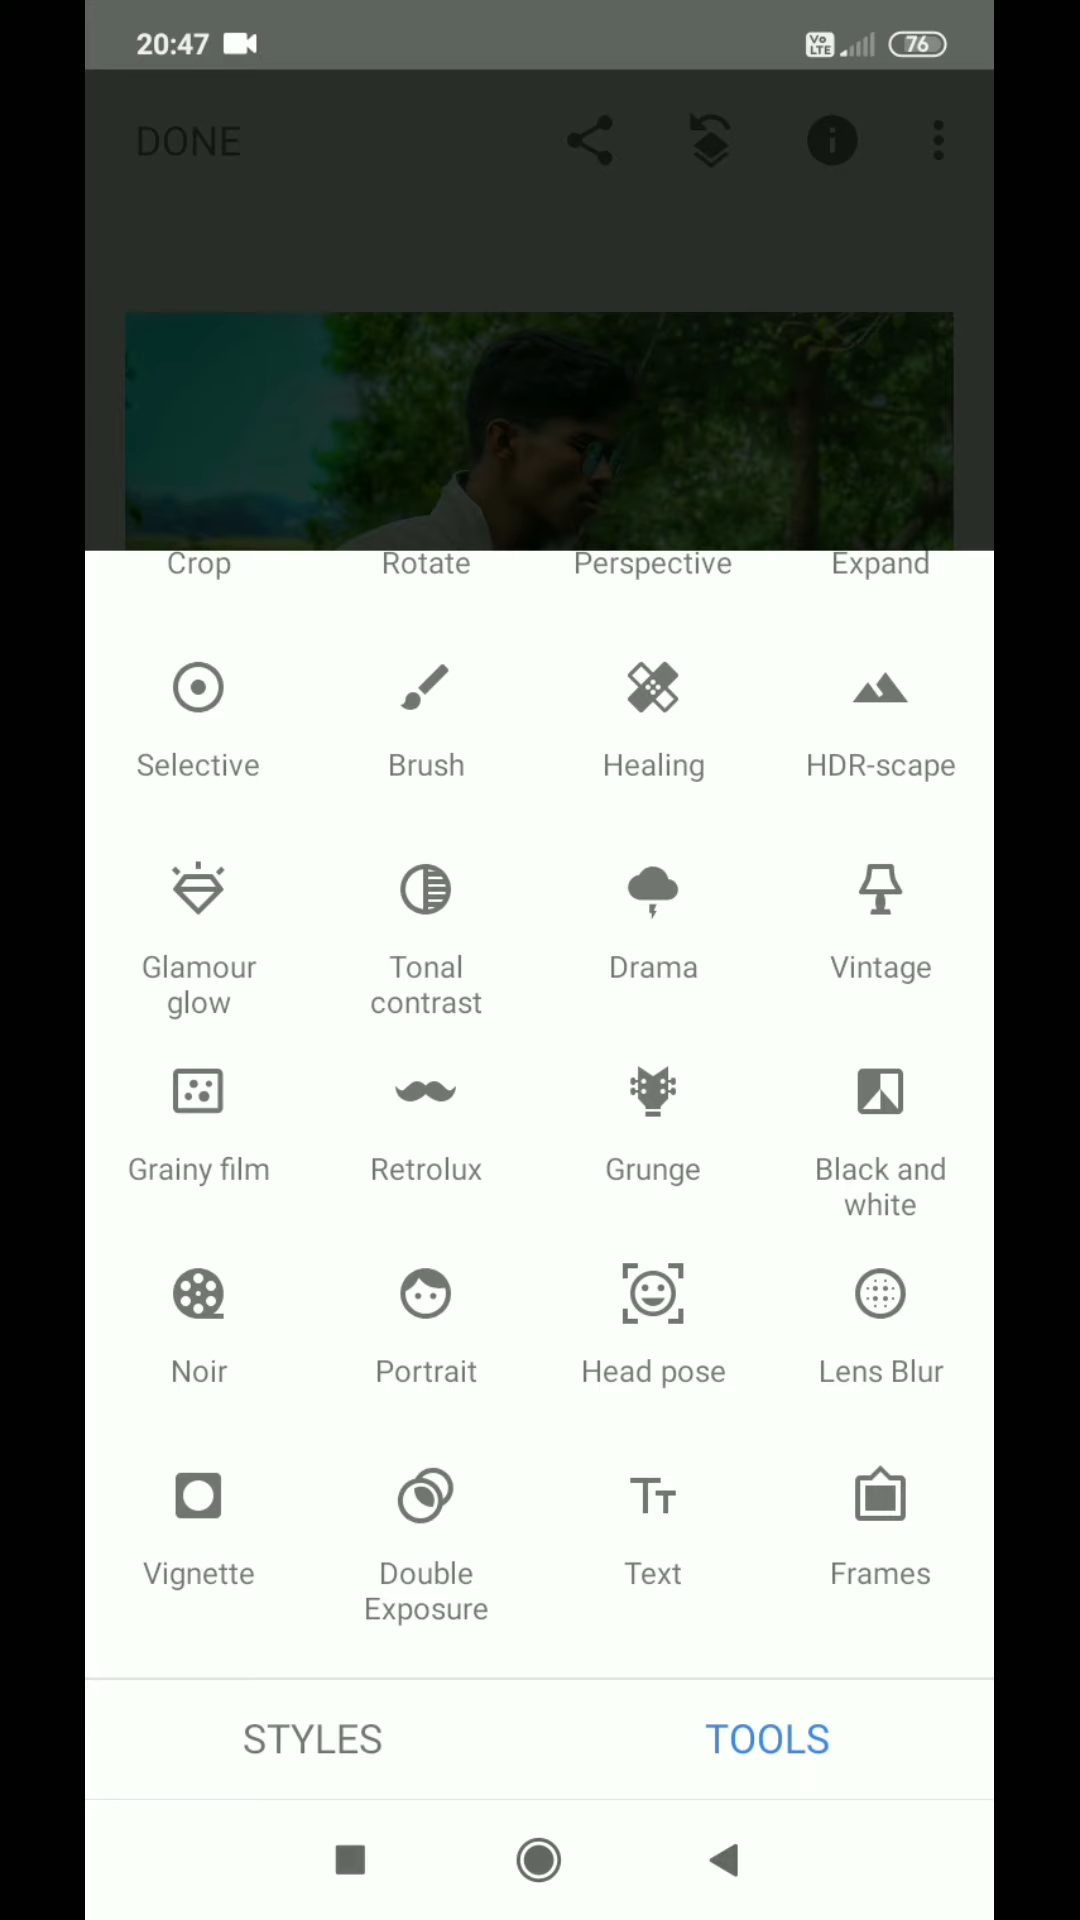 20:47 Vo LTE 76
DONE
Crop Rotate Perspective Expand
Selective Brush Healing HDR-scape
Glamour glow Tonal contrast Drama Vintage
Grainy film Retrolux Grunge Black and white
Noir Portrait Head pose Lens Blur
Vignette Double Exposure Text Frames
STYLES TOOLS